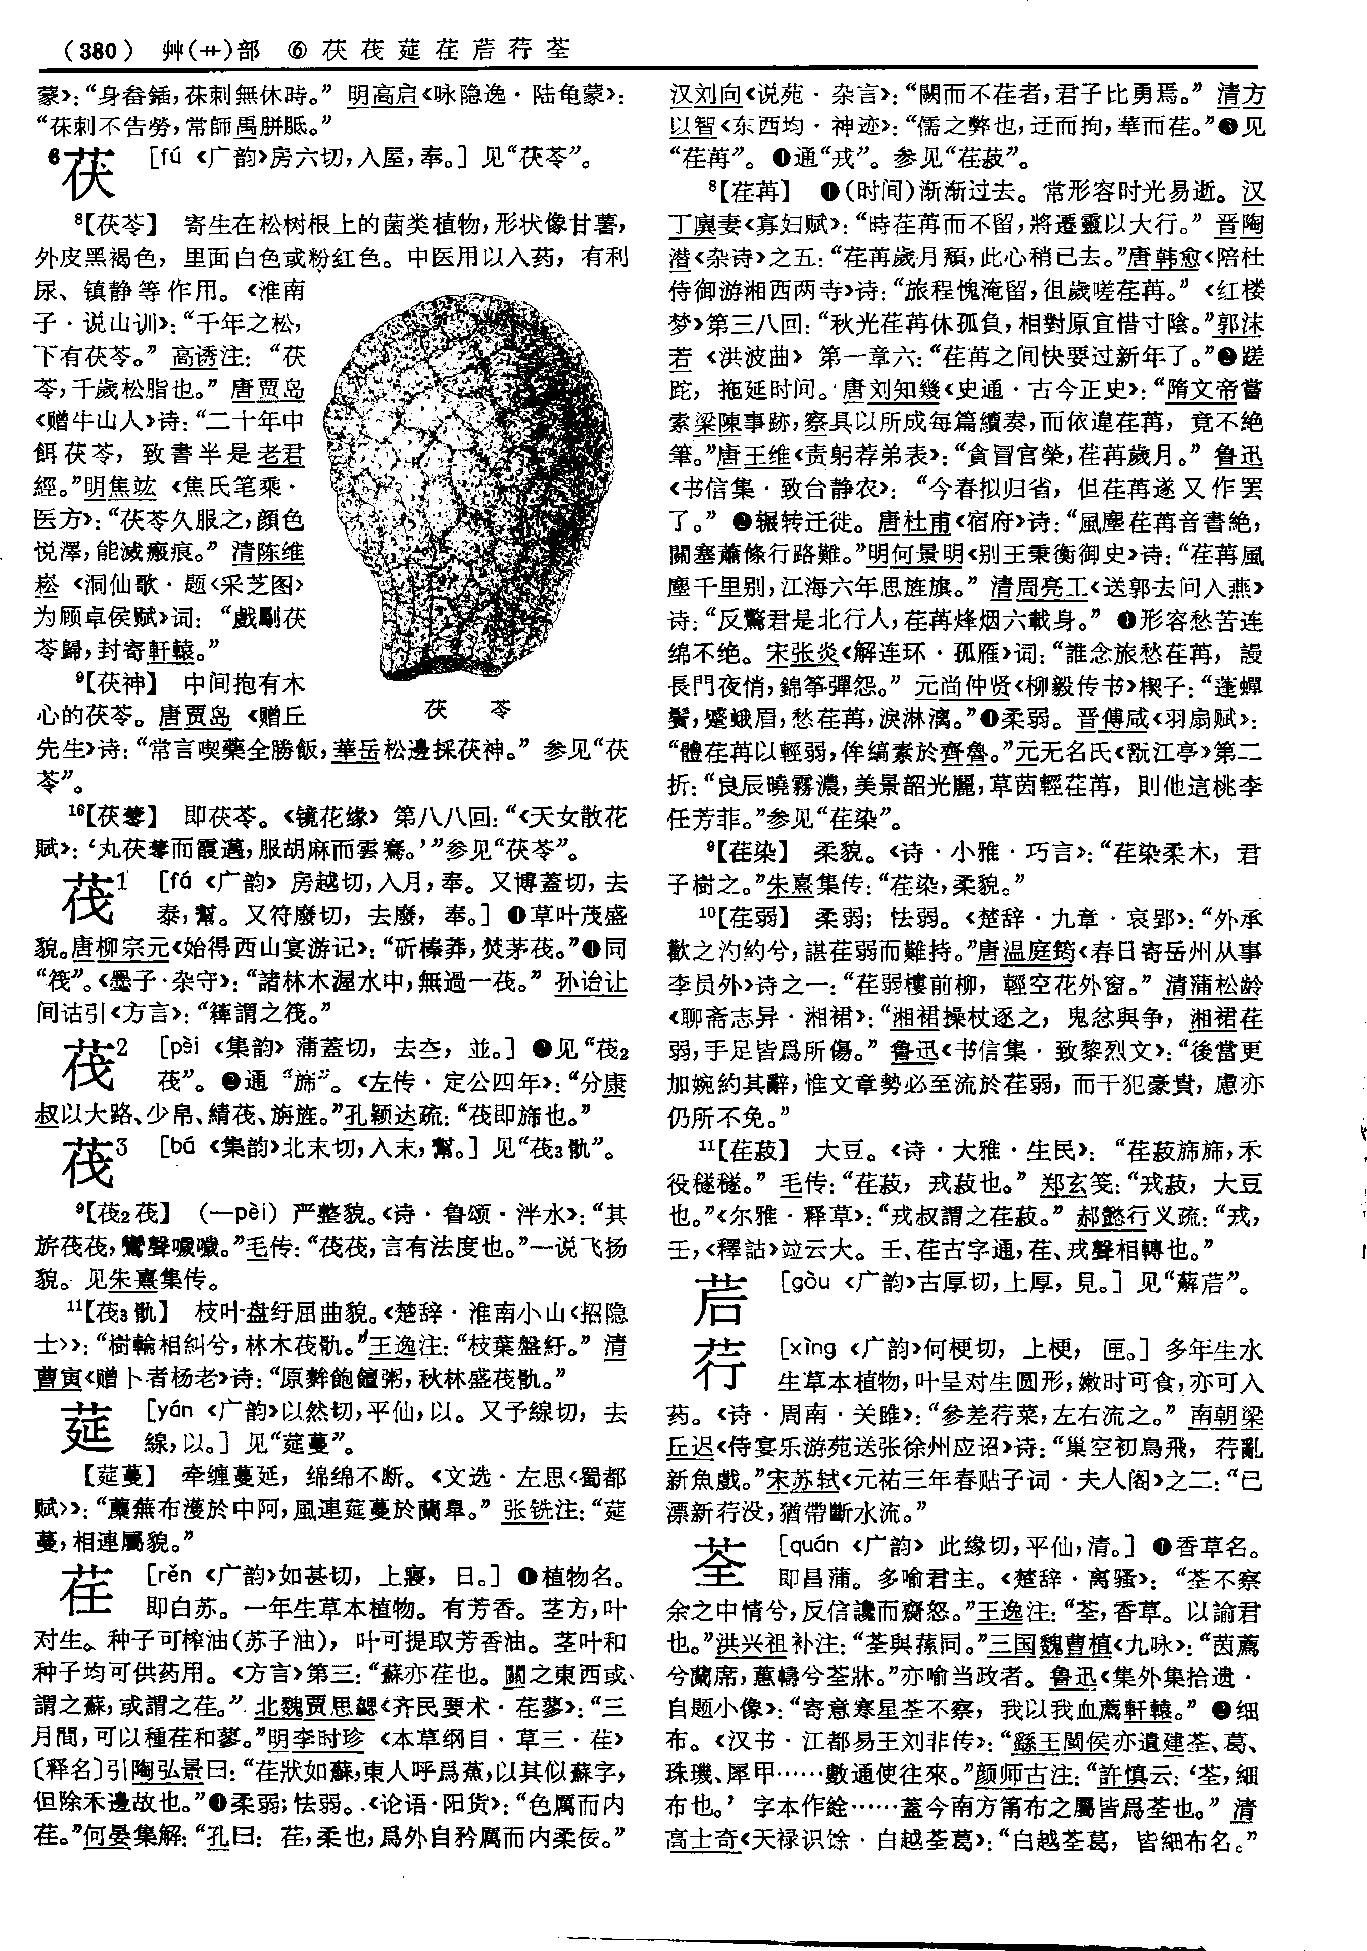 (380) 艸(艹)部 ⑥ 茯茷莚荏茩荇荃
蒙》：“身畚鍤，茠刺無休時。” 明高启《咏隐逸·陆龟蒙》：
“茠刺不告勞，常師禹胼胝。”
6茯 [fú 《广韵》房六切，入屋，奉。] 见“茯苓”。
8【茯苓】 寄生在松树根上的菌类植物，形状像甘薯，
外皮黑褐色，里面白色或粉红色。中医用以入药，有利
尿、镇静等作用。《淮南
子·说山训》：“千年之松，
下有茯苓。” 高诱注：“茯
苓，千歲松脂也。” 唐贾岛
《赠牛山人》诗：“二十年中
餌茯苓，致書半是老君
經。”明焦竑《焦氏笔乘·
医方》：“茯苓久服之，顔色
悦澤，能滅瘢痕。” 清陈维
崧《洞仙歌·题〈采芝图〉
为顾卓侯赋》词：“戲劚茯
苓歸，封寄軒轅。”
9【茯神】 中间抱有木
心的茯苓。唐贾岛《赠丘
茯 苓
先生》诗：“常言喫藥全勝飯，華岳松邊採茯神。” 参见“茯
苓”。
16【茯蕶】 即茯苓。《镜花缘》第八八回：“《天女散花
赋》：‘丸茯蕶而霞邁，服胡麻而雲騫。’”参见“茯苓”。
茷1 [fá 《广韵》房越切，入月，奉。又博蓋切，去
泰，幫。又符廢切，去廢，奉。] ❶草叶茂盛
貌。唐柳宗元《始得西山宴游记》：“斫榛莽，焚茅茷。”❷同
“筏”。《墨子·杂守》：“諸林木渥水中，無過一茷。” 孙诒让
间诂引《方言》：“簰謂之筏。”
茷2 [pèi 《集韵》蒲蓋切，去夳，並。] ❶见“茷2
茷”。❷通“旆”。《左传·定公四年》：“分康
叔以大路、少帛、綪茷、旃旌。”孔颖达疏：“茷即旆也。”
茷3 [bá 《集韵》北末切，入末，幫。] 见“茷3骫”。
9【茷2茷】 (—pèi) 严整貌。《诗·鲁颂·泮水》：“其
旂茷茷，鸞聲噦噦。”毛传：“茷茷，言有法度也。”一说飞扬
貌。见朱熹集传。
11【茷3骫】 枝叶盘纡屈曲貌。《楚辞·淮南小山〈招隐
士〉》：“樹輪相糾兮，林木茷骫。”王逸注：“枝葉盤紆。” 清
曹寅《赠卜者杨老》诗：“原舞飽饘粥，秋林盛茷骫。”
莚 [yán 《广韵》以然切，平仙，以。又予線切，去
線，以。] 见“莚蔓”。
【莚蔓】 牵缠蔓延，绵绵不断。《文选·左思〈蜀都
赋〉》：“蘪蕪布濩於中阿，風連莚蔓於蘭皋。” 张铣注：“莚
蔓，相連屬貌。”
荏 [rěn 《广韵》如甚切，上寑，日。] ❶植物名。
即白苏。一年生草本植物。有芳香。茎方，叶
对生。种子可榨油(苏子油)，叶可提取芳香油。茎叶和
种子均可供药用。《方言》第三：“蘇亦荏也。關之東西或
謂之蘇，或謂之荏。” 北魏贾思勰《齐民要术·荏蓼》：“三
月間，可以種荏和蓼。”明李时珍《本草纲目·草三·荏》
〔释名〕引陶弘景曰：“荏狀如蘇，東人呼爲䓲，以其似蘇字，
但除禾邊故也。”❷柔弱；怯弱。《论语·阳货》：“色厲而内
荏。”何晏集解：“孔曰：荏，柔也，爲外自矜厲而内柔佞。”
汉刘向《说苑·杂言》：“闕而不荏者，君子比勇焉。” 清方
以智《东西均·神迹》：“儒之弊也，迂而拘，華而荏。”❸见
“荏苒”。❹通“戎”。参见“荏菽”。
8【荏苒】 ❶(时间)渐渐过去。常形容时光易逝。汉
丁廙妻《寡妇赋》：“時荏苒而不留，將遷靈以大行。” 晋陶
潜《杂诗》之五：“荏苒歲月頹，此心稍已去。”唐韩愈《陪杜
侍御游湘西两寺》诗：“旅程愧淹留，徂歲嗟荏苒。”《红楼
梦》第三八回：“秋光荏苒休孤負，相對原宜惜寸陰。”郭沫
若《洪波曲》第一章六：“荏苒之间快要过新年了。”❷蹉
跎，拖延时间。唐刘知幾《史通·古今正史》：“隋文帝嘗
索梁陳事跡，察具以所成每篇續奏，而依違荏苒，竟不絶
筆。”唐王维《责躬荐弟表》：“貪冒官榮，荏苒歲月。” 鲁迅
《书信集·致台静农》：“今春拟归省，但荏苒遂又作罢
了。” ❸辗转迁徙。唐杜甫《宿府》诗：“風塵荏苒音書絶，
關塞蕭條行路難。”明何景明《别王秉衡御史》诗：“荏苒風
塵千里别，江海六年思旌旗。” 清周亮工《送郭去问入燕》
诗：“反驚君是北行人，荏苒烽烟六載身。” ❹形容愁苦连
绵不绝。宋张炎《解连环·孤雁》词：“誰念旅愁荏苒，謾
長門夜悄，錦筝彈怨。” 元尚仲贤《柳毅传书》楔子：“蓬蟬
鬢，蹙蛾眉，愁荏苒，淚淋漓。”❺柔弱。晋傅咸《羽扇赋》：
“體荏苒以輕弱，侔縞素於齊魯。”元无名氏《翫江亭》第二
折：“良辰曉霧濃，美景韶光麗，草茵輕荏苒，則他這桃李
任芳菲。”参见“荏染”。
9【荏染】 柔貌。《诗·小雅·巧言》：“荏染柔木，君
子樹之。”朱熹集传：“荏染，柔貌。”
10【荏弱】 柔弱；怯弱。《楚辞·九章·哀郢》：“外承
歡之汋約兮，諶荏弱而難持。”唐温庭筠《春日寄岳州从事
李员外》诗之一：“荏弱樓前柳，輕空花外窗。” 清蒲松龄
《聊斋志异·湘裙》：“湘裙操杖逐之，鬼忿與争，湘裙荏
弱，手足皆爲所傷。” 鲁迅《书信集·致黎烈文》：“後當更
加婉約其辭，惟文章勢必至流於荏弱，而干犯豪貴，慮亦
仍所不免。”
11【荏菽】 大豆。《诗·大雅·生民》：“荏菽旆旆，禾
役穟穟。” 毛传：“荏菽，戎菽也。” 郑玄笺：“戎菽，大豆
也。”《尔雅·释草》：“戎叔謂之荏菽。” 郝懿行义疏：“戎，
壬，《釋詁》竝云大。壬、荏古字通，荏、戎聲相轉也。”
茩 [gòu 《广韵》古厚切，上厚，見。] 见“薢茩”。
荇 [xìng 《广韵》何梗切，上梗，匣。] 多年生水
生草本植物，叶呈对生圆形，嫩时可食，亦可入
药。《诗·周南·关雎》：“參差荇菜，左右流之。” 南朝梁
丘迟《侍宴乐游苑送张徐州应诏》诗：“巢空初鳥飛，荇亂
新魚戲。”宋苏轼《元祐三年春贴子词·夫人阁》之二：“已
漂新荇没，猶帶斷水流。”
荃 [quán 《广韵》此缘切，平仙，清。] ❶香草名。
即昌蒲。多喻君主。《楚辞·离骚》：“荃不察
余之中情兮，反信讒而齌怒。”王逸注：“荃，香草。以諭君
也。”洪兴祖补注：“荃與蓀同。”三国魏曹植《九咏》：“茵薦
兮蘭席，蕙幬兮荃牀。”亦喻当政者。鲁迅《集外集拾遗·
自题小像》：“寄意寒星荃不察，我以我血薦軒轅。” ❷细
布。《汉书·江都易王刘非传》：“繇王閩侯亦遺建荃、葛、
珠璣、犀甲……數通使往來。”颜师古注：“許慎云：‘荃，細
布也。’ 字本作絟……蓋今南方筩布之屬皆爲荃也。” 清
高士奇《天禄识馀·白越荃葛》：“白越荃葛，皆細布名。”